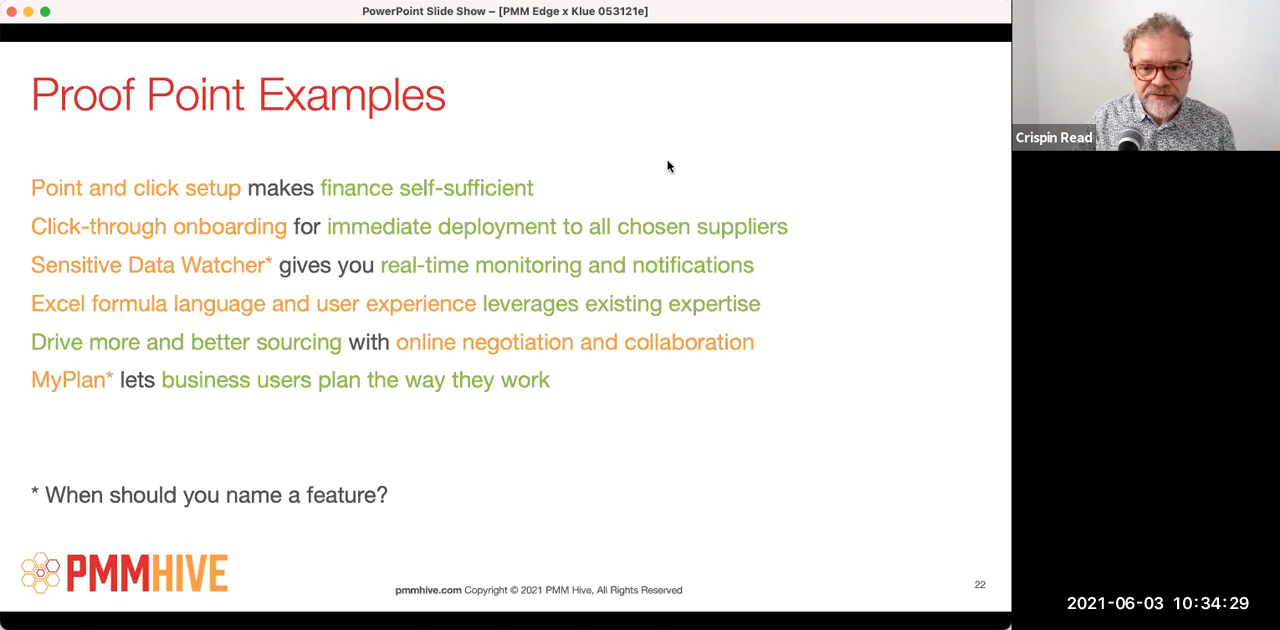 PowerPoint Slide Show – [PMM Edge x Klue 053121e]
Proof Point Examples
Point and click setup makes finance self-sufficient
Click-through onboarding for immediate deployment to all chosen suppliers
Sensitive Data Watcher* gives you real-time monitoring and notifications
Excel formula language and user experience leverages existing expertise
Drive more and better sourcing with online negotiation and collaboration
MyPlan* lets business users plan the way they work
* When should you name a feature?
PMMHIVE
pmmhive.com Copyright © 2021 PMM Hive, All Rights Reserved
22
Crispin Read
2021-06-03 10:34:29